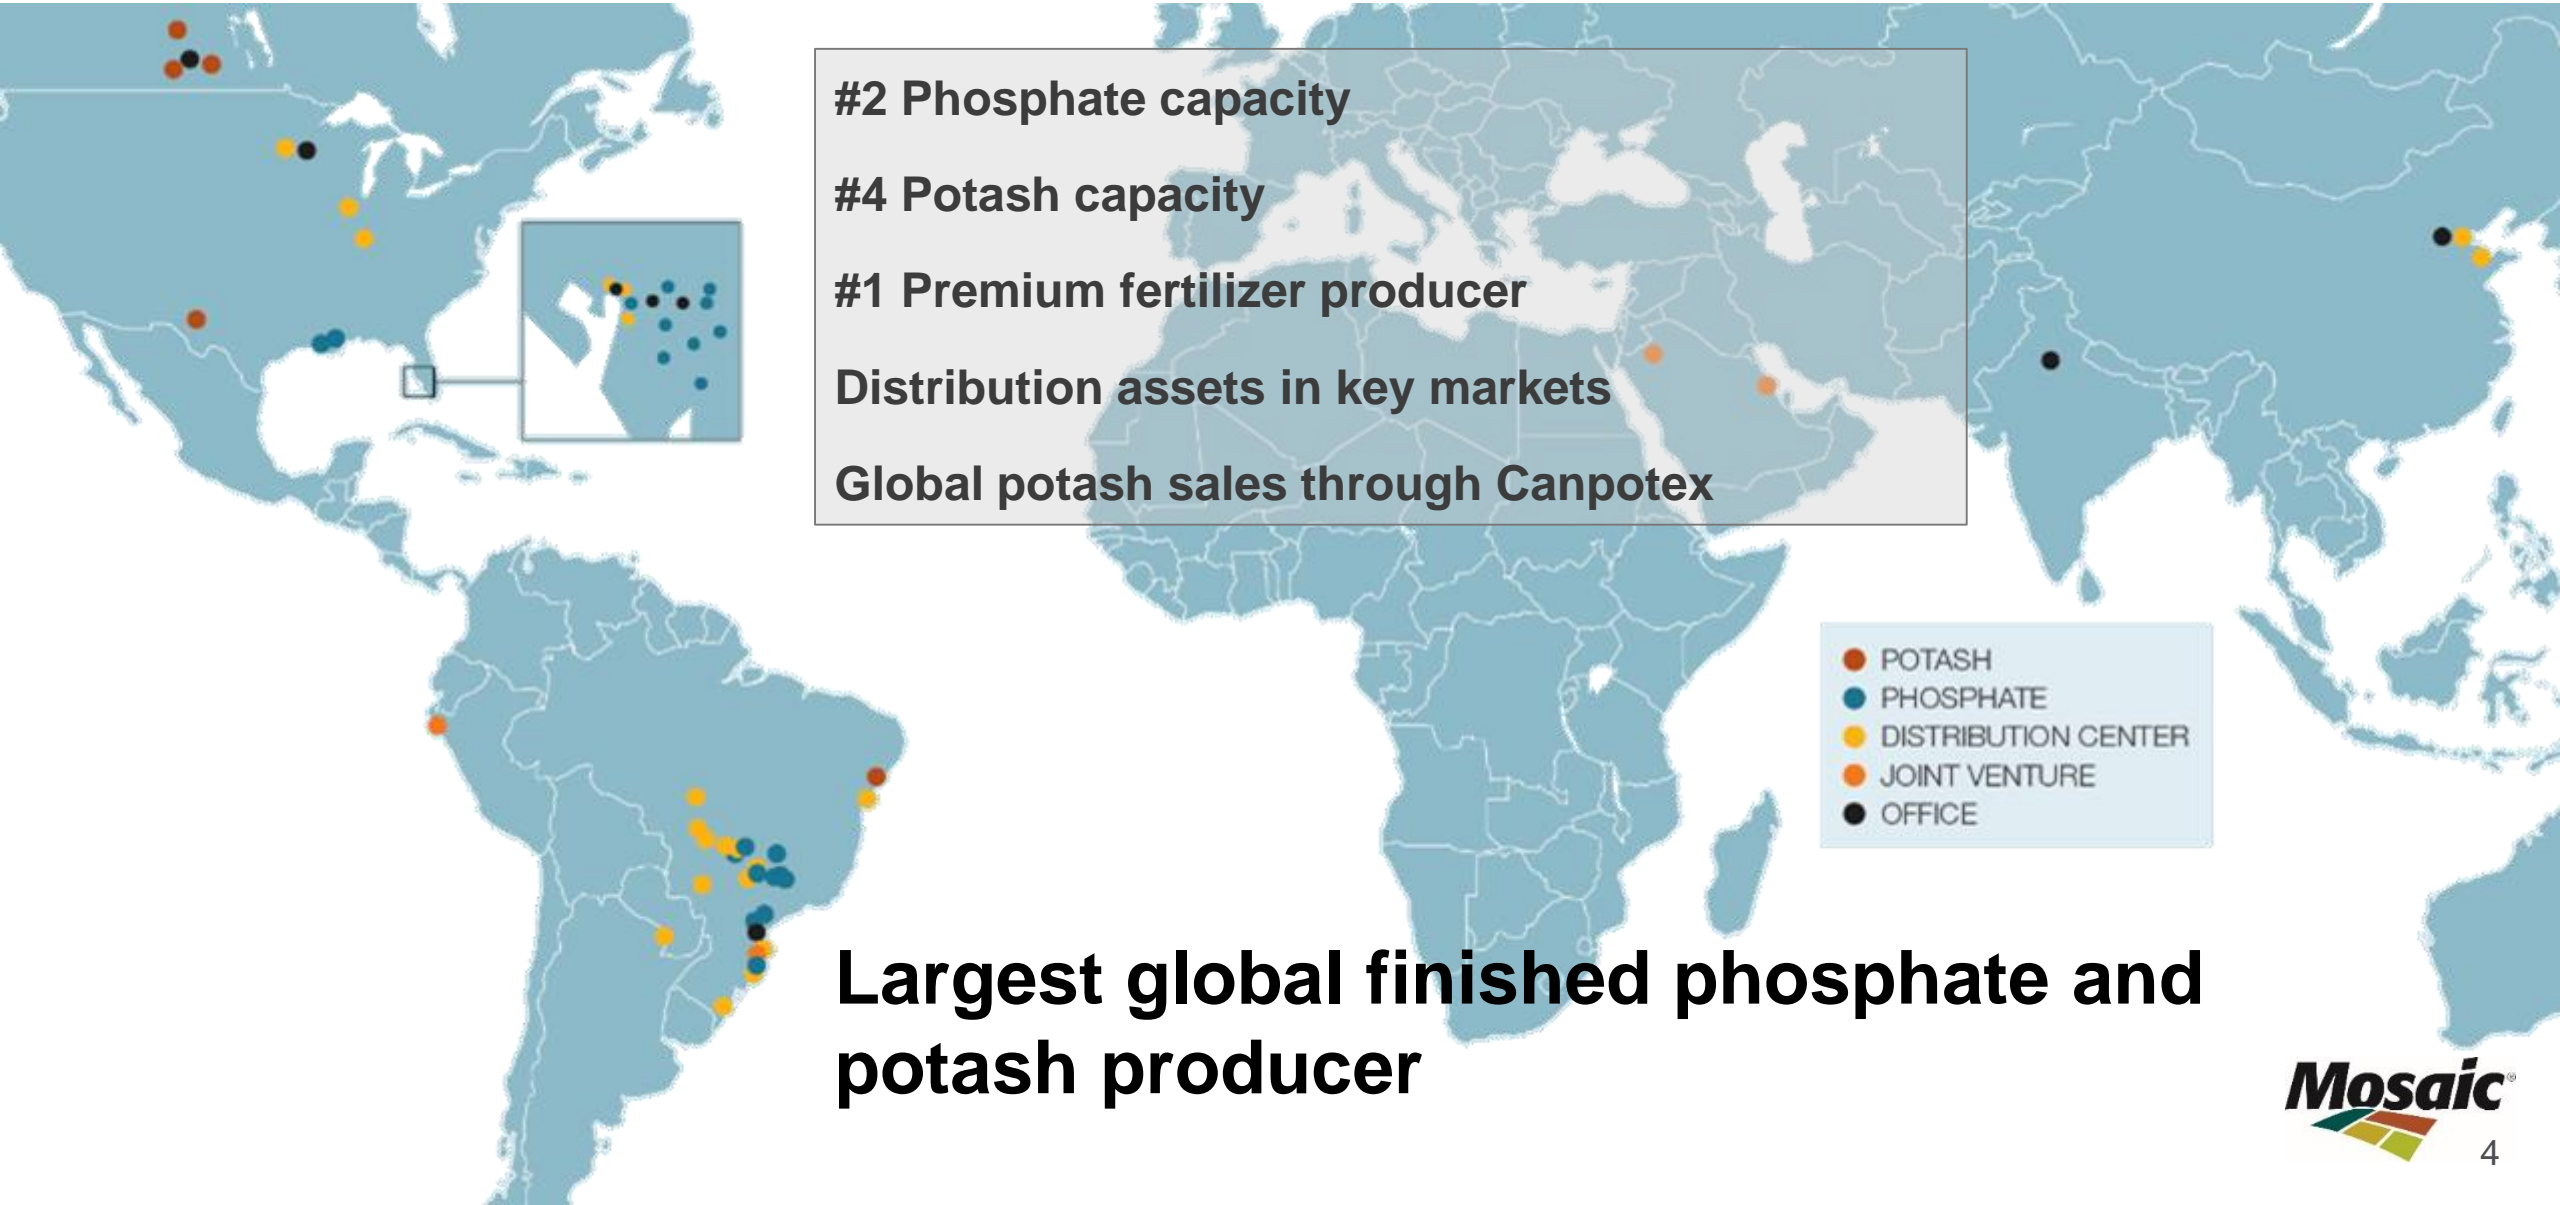 #2 Phosphate capacity
#4 Potash capacity
#1 Premium fertilizer producer
Distribution assets in key markets
Global potash sales through Canpotex
POTASH
PHOSPHATE
DISTRIBUTION CENTER
JOINT VENTURE
OFFICE
Largest global finished phosphate and
potash producer
Mosaic®
4